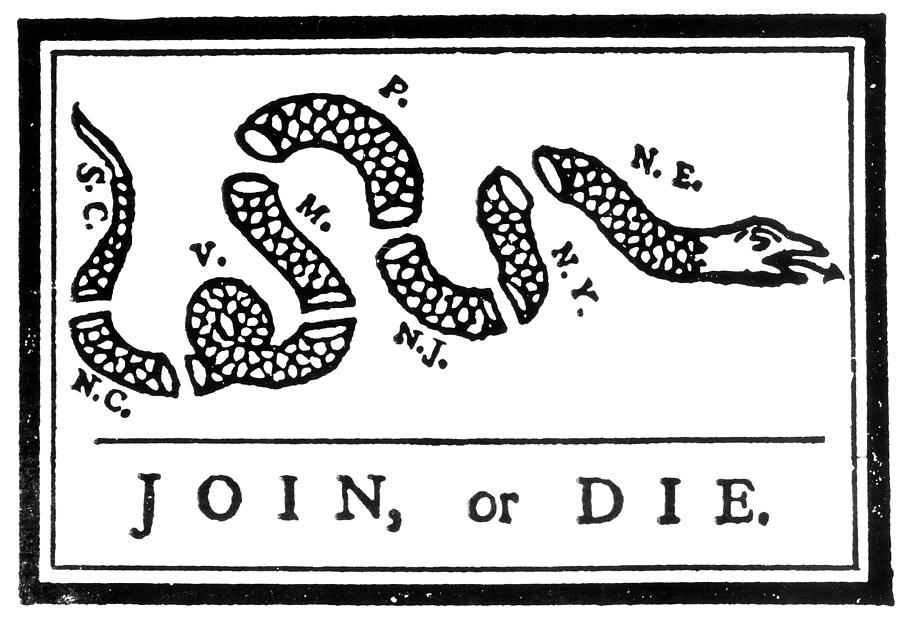 P.
N. E.
S. C.
M.
V.
N. Y.
N. J.
N. C.
JOIN, or DIE.